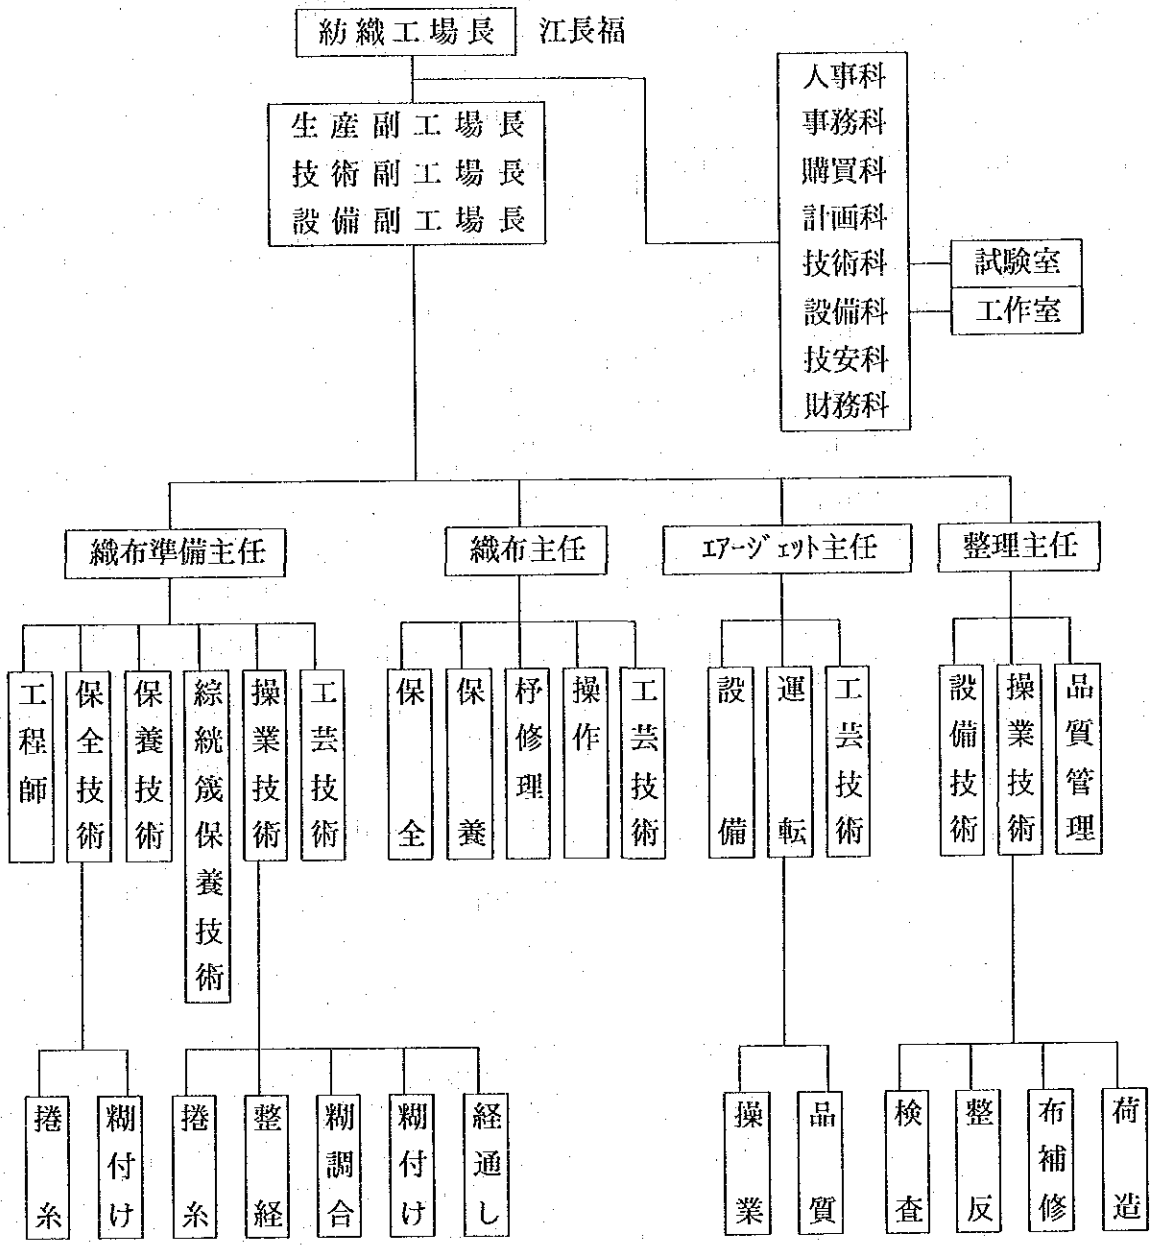 紡織工場長 江長福
生産副工場長
技術副工場長
設備副工場長
人事科
事務科
購買科
計画科
技術科
設備科
技安科
財務科
試験室
工作室
織布準備主任
織布主任
エアージェット主任
整理主任
工程師
保全技術
保養技術
綜絖筬保養技術
操業技術
工芸技術
保全
保養
杼修理
操作
工芸技術
設備
運転
工芸技術
設備技術
操業技術
品質管理
捲糸
糊付け
捲糸
整経
糊調合
糊付け
経通し
操業
品質
検査
整反
布補修
荷造